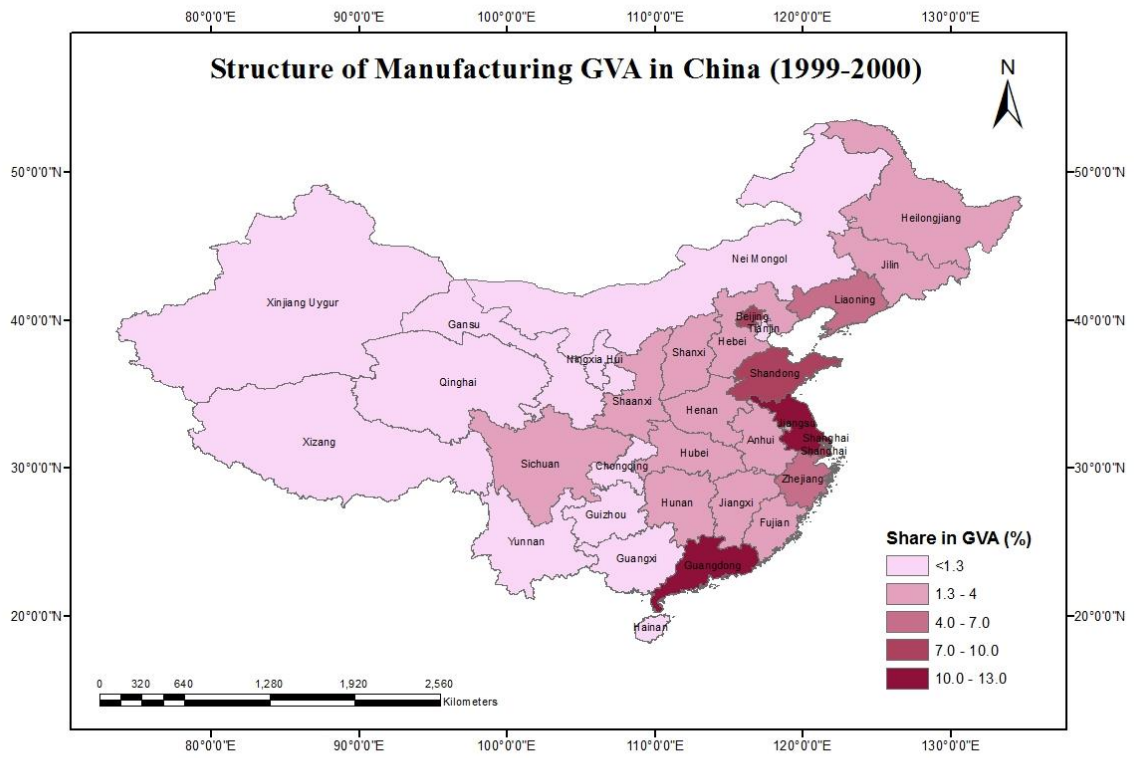 80°0'0"E 90°0'0"E 100°0'0"E 110°0'0"E 120°0'0"E 130°0'0"E
Structure of Manufacturing GVA in China (1999-2000)
N
50°0'0"N 50°0'0"N
Heilongjiang
Nei Mongol
Jilin
Xinjiang Uygur
Liaoning
40°0'0"N 40°0'0"N
Gansu
Beijing
Tianjin
Hebei
Ningxia Hui
Shanxi
Shandong
Qinghai
Shaanxi
Henan
Jiangsu
Xizang
Anhui
Shanghai
Shanghai
Hubei
Sichuan
Chongqing
30°0'0"N 30°0'0"N
Zhejiang
Hunan
Jiangxi
Guizhou
Fujian
Yunnan
Guangxi
Guangdong
Hainan
20°0'0"N 20°0'0"N
Share in GVA (%)
<1.3
1.3 - 4
4.0 - 7.0
7.0 - 10.0
10.0 - 13.0
0 320 640 1,280 1,920 2,560
Kilometers
80°0'0"E 90°0'0"E 100°0'0"E 110°0'0"E 120°0'0"E 130°0'0"E